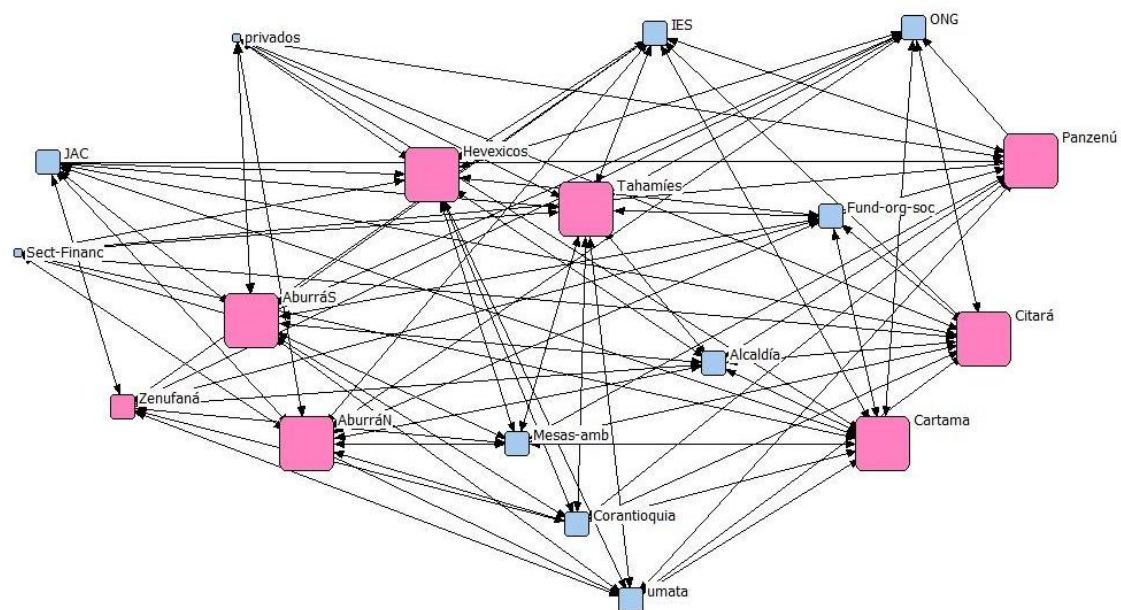 IES
ONG
privados
Panzenú
JAC
Hevexicos
Tahamíes
Fund-org-soc
Sect-Financ
AburráS
Citará
Alcaldía
Zenufaná
AburráN
Mesas-amb
Cartama
Corantioquia
umata